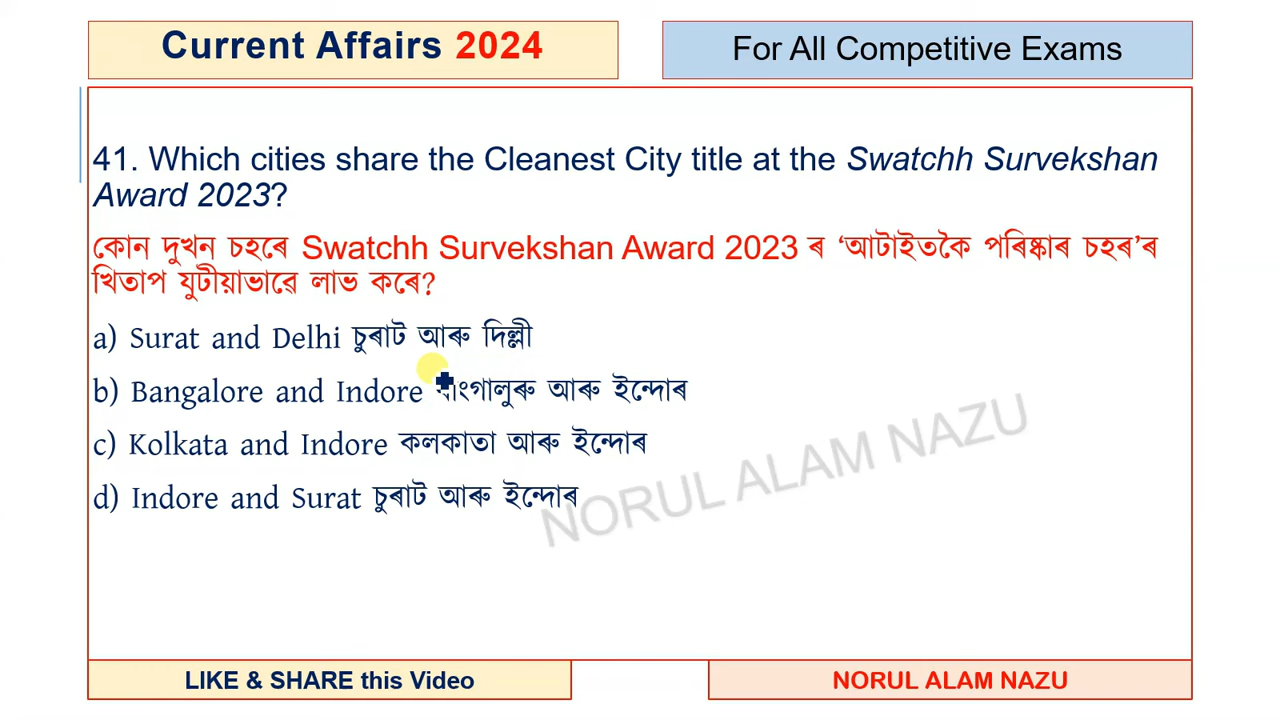 Current Affairs 2024
For All Competitive Exams
41. Which cities share the Cleanest City title at the Swatchh Survekshan
Award 2023?
কোন দুখন চহৰে Swatchh Survekshan Award 2023 ৰ ‘আটাইতকৈ পৰিষ্কাৰ চহৰ’ৰ
খিতাপ যুটীয়াভাৱে লাভ কৰে?
a) Surat and Delhi চুৰাট আৰু দিল্লী
b) Bangalore and Indore আৰু ইন্দোৰ
c) Kolkata and Indore কলকাতা আৰু ইন্দোৰ
d) Indore and Surat চুৰাট আৰু ইন্দোৰ
NORUL ALAM NAZU
LIKE & SHARE this Video
NORUL ALAM NAZU